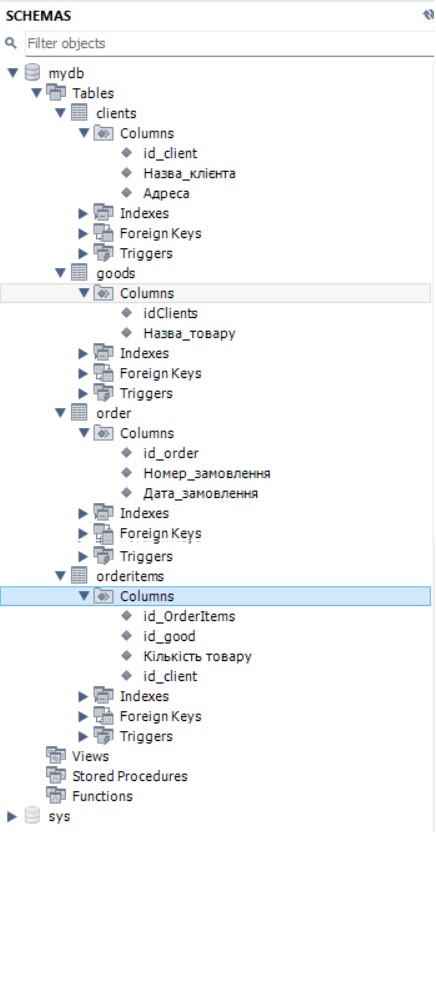 SCHEMAS
Filter objects
mydb
Tables
clients
Columns
id_client
Назва_клієнта
Адреса
Indexes
Foreign Keys
Triggers
goods
Columns
idClients
Назва_товару
Indexes
Foreign Keys
Triggers
order
Columns
id_order
Номер_замовлення
Дата_замовлення
Indexes
Foreign Keys
Triggers
orderitems
Columns
id_OrderItems
id_good
Кількість товару
id_client
Indexes
Foreign Keys
Triggers
Views
Stored Procedures
Functions
sys